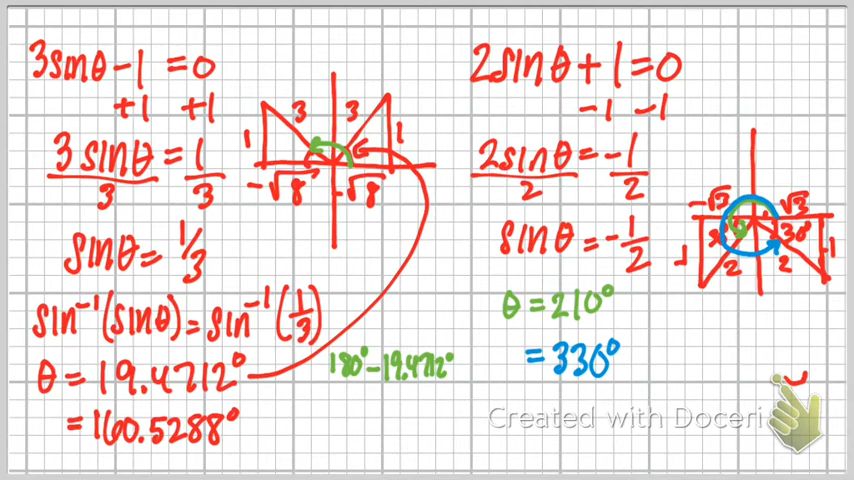 3sinθ - 1 = 0
+1 +1
3sinθ/3 = 1/3
sinθ = 1/3
sin⁻¹(sinθ) = sin⁻¹(1/3)
θ = 19.4712°
= 160.5288°
3 3
1 1
-√8 -√8
180° - 19.4712°
2sinθ + 1 = 0
-1 -1
2sinθ/2 = -1/2
sinθ = -1/2
θ = 210°
= 330°
-√3 √3
30°
-1
2 2
Created with Doceri